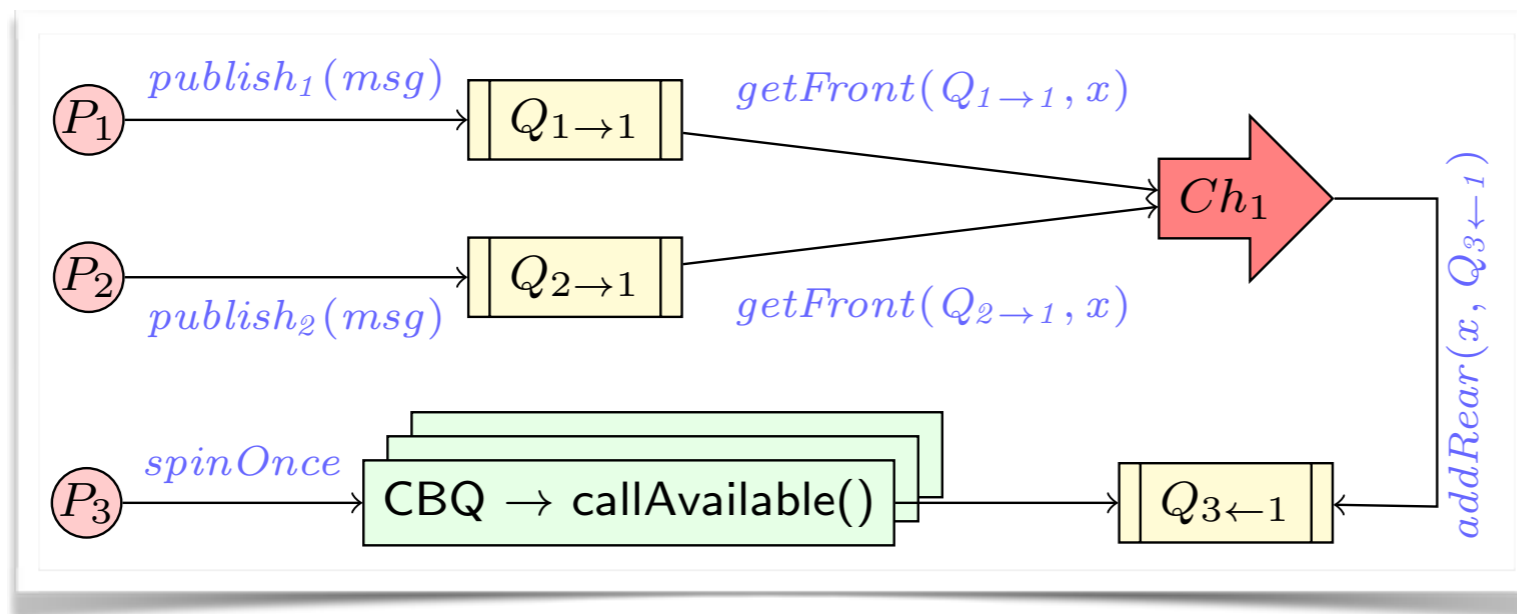 publish₁(msg)
getFront(Q₁→₁, x)
P₁
Q₁→₁
Ch₁
P₂
Q₂→₁
publish₂(msg)
getFront(Q₂→₁, x)
addRear(x, Q₃←₁)
spinOnce
P₃
CBQ → callAvailable()
Q₃←₁